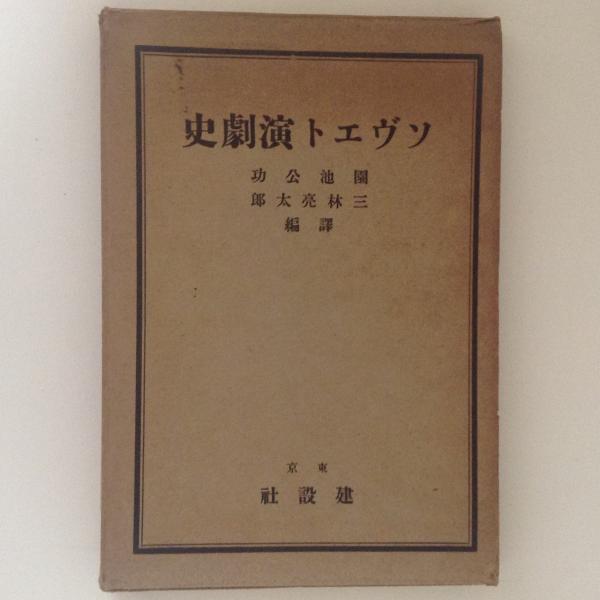 ソヴエト演劇史
園池公功
三林亮太郎
譯編
東京
建設社